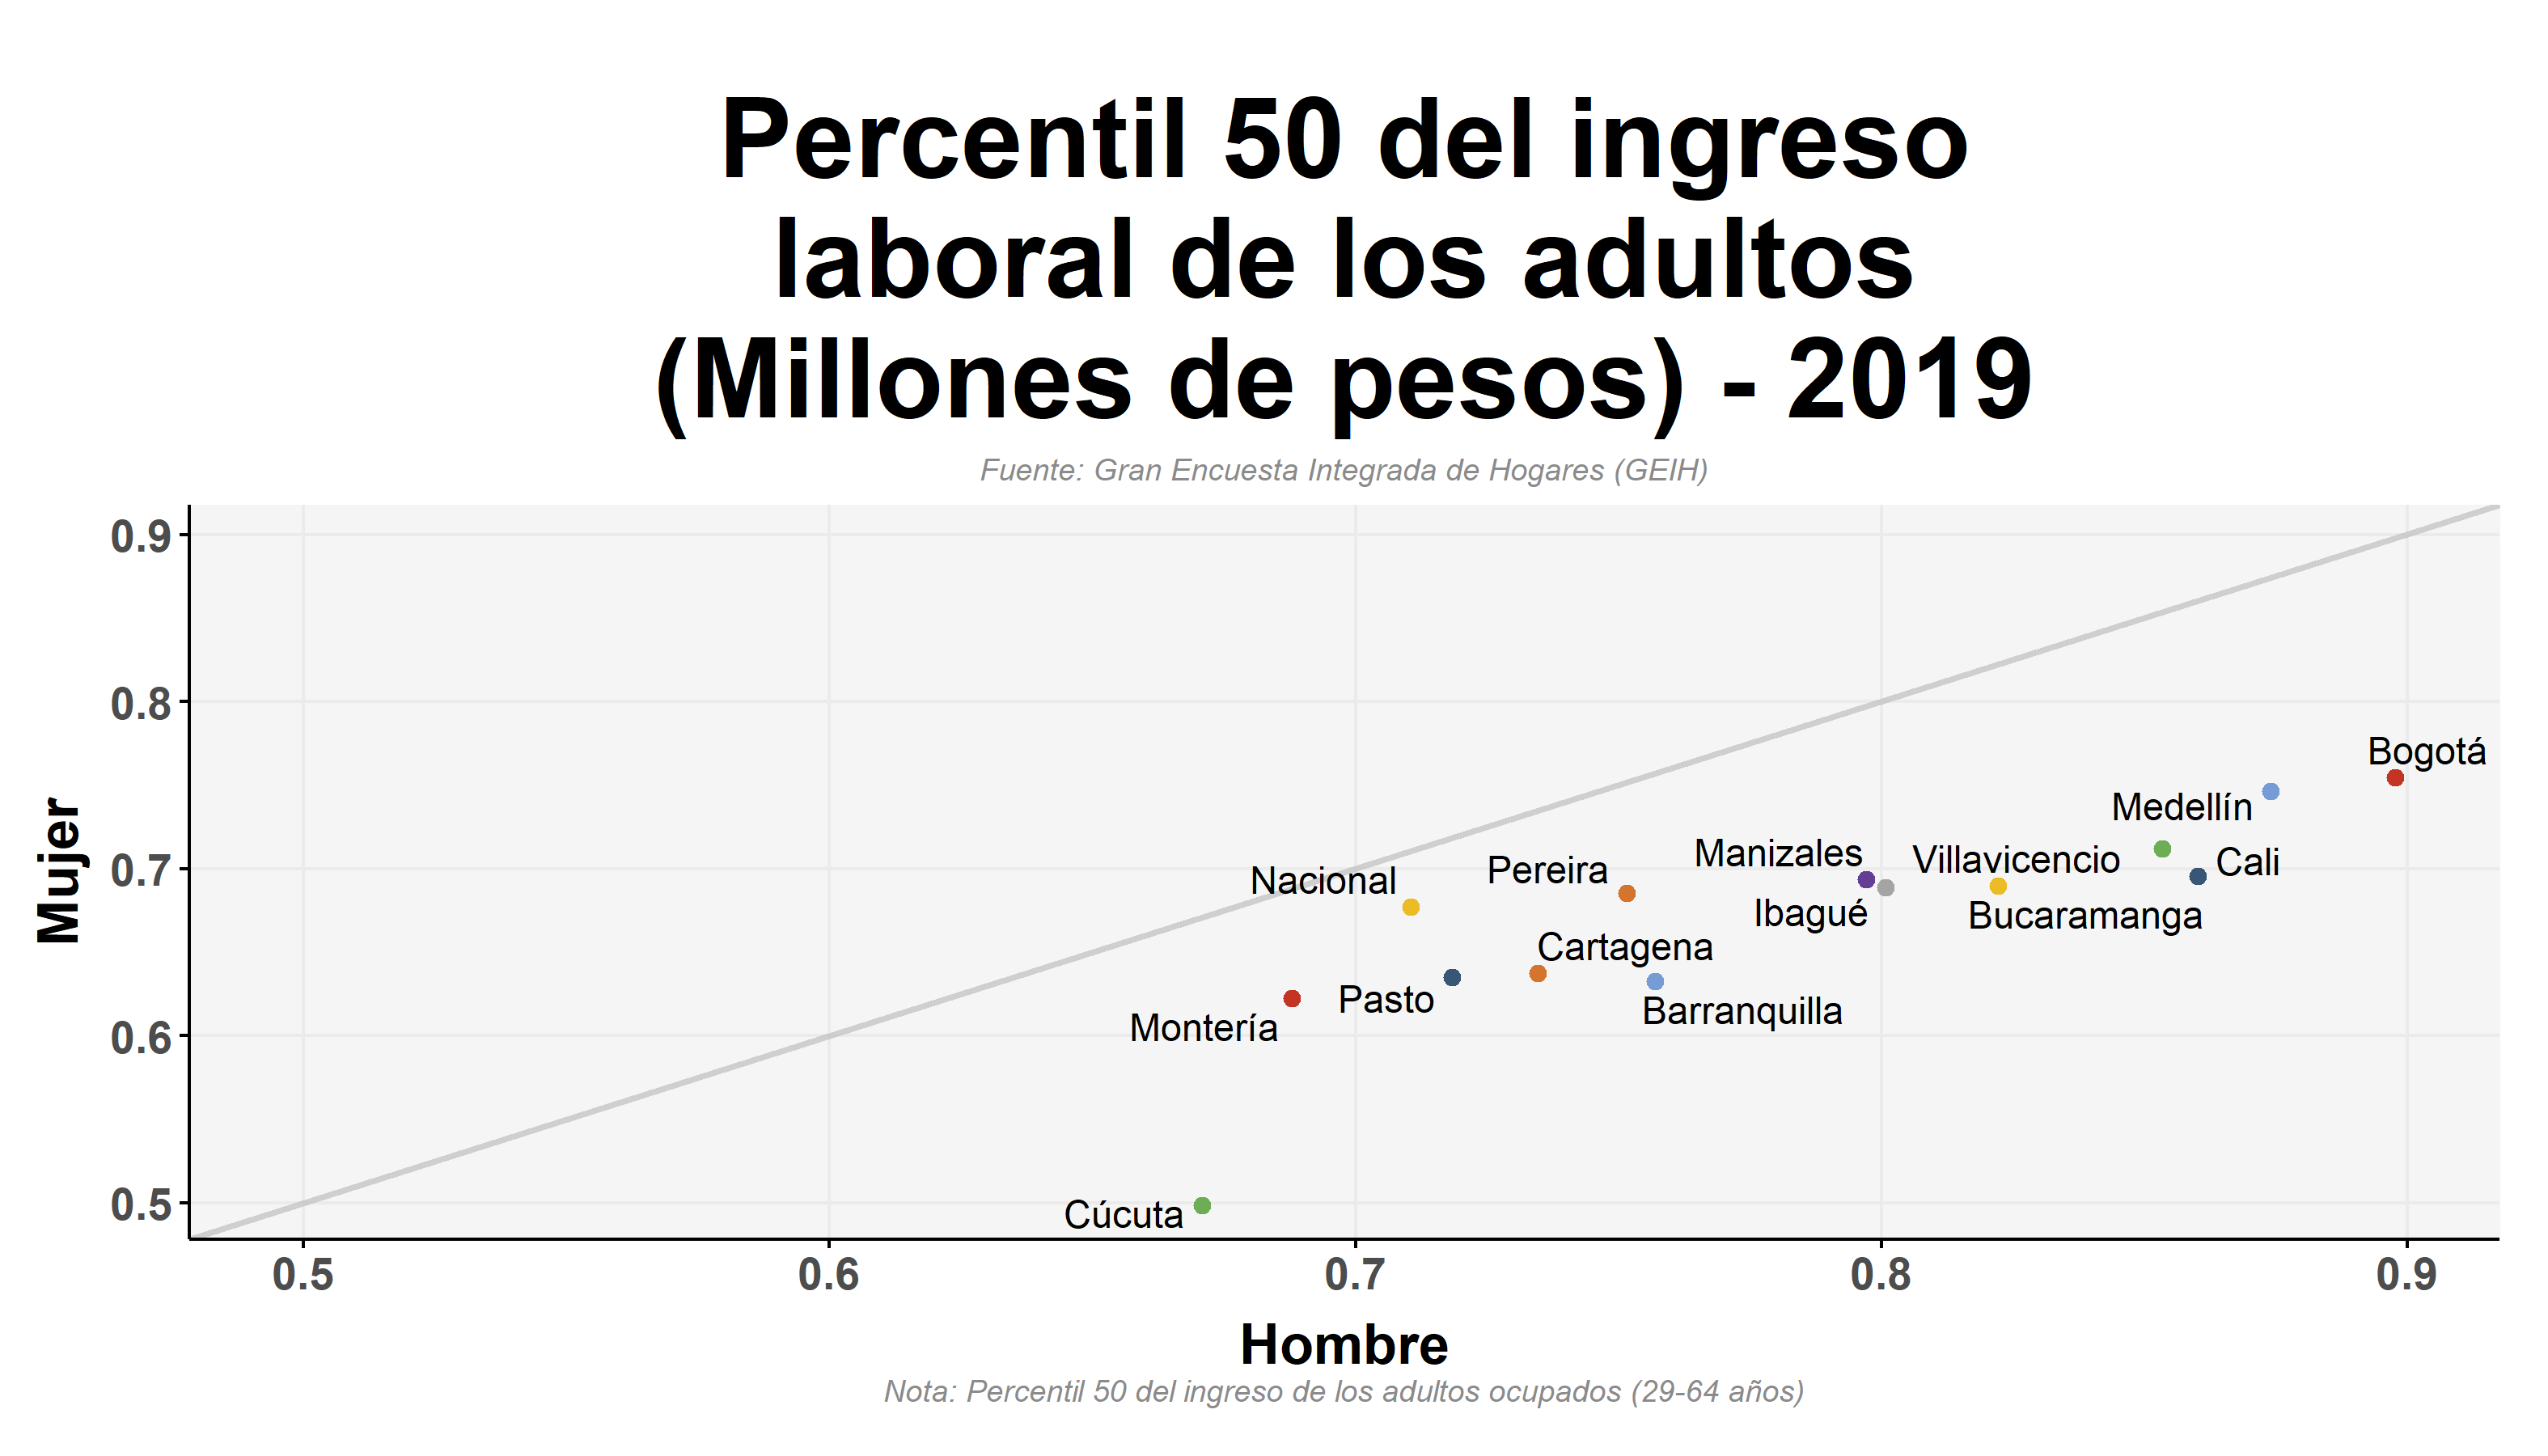 Percentil 50 del ingreso
laboral de los adultos
(Millones de pesos) - 2019
Fuente: Gran Encuesta Integrada de Hogares (GEIH)
0.9
0.8
0.7
0.6
0.5
Mujer
Bogotá
Medellín
Manizales
Villavicencio
Cali
Pereira
Nacional
Ibagué
Bucaramanga
Cartagena
Pasto
Barranquilla
Montería
Cúcuta
0.5
0.6
0.7
0.8
0.9
Hombre
Nota: Percentil 50 del ingreso de los adultos ocupados (29-64 años)